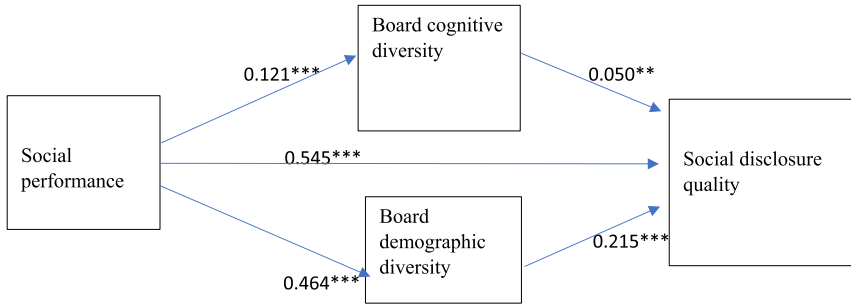 Board cognitive
diversity
0.121***
0.050**
Social
performance
0.545***
Social disclosure
quality
Board
demographic
diversity
0.215***
0.464***